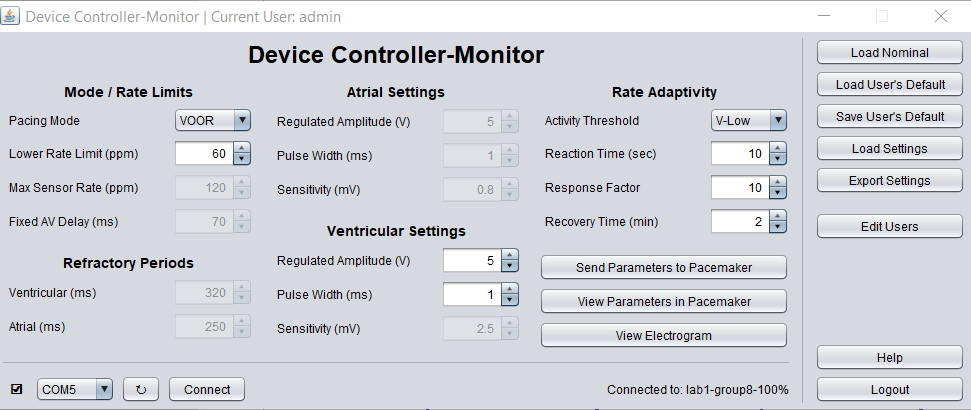 Device Controller-Monitor | Current User: admin
Device Controller-Monitor
Mode / Rate Limits
Pacing Mode VOOR
Lower Rate Limit (ppm) 60
Max Sensor Rate (ppm) 120
Fixed AV Delay (ms) 70
Refractory Periods
Ventricular (ms) 320
Atrial (ms) 250
Atrial Settings
Regulated Amplitude (V) 5
Pulse Width (ms) 1
Sensitivity (mV) 0.8
Ventricular Settings
Regulated Amplitude (V) 5
Pulse Width (ms) 1
Sensitivity (mV) 2.5
Rate Adaptivity
Activity Threshold V-Low
Reaction Time (sec) 10
Response Factor 10
Recovery Time (min) 2
Send Parameters to Pacemaker
View Parameters in Pacemaker
View Electrogram
COM5 Connect Connected to: lab1-group8-100%
Load Nominal
Load User's Default
Save User's Default
Load Settings
Export Settings
Edit Users
Help
Logout